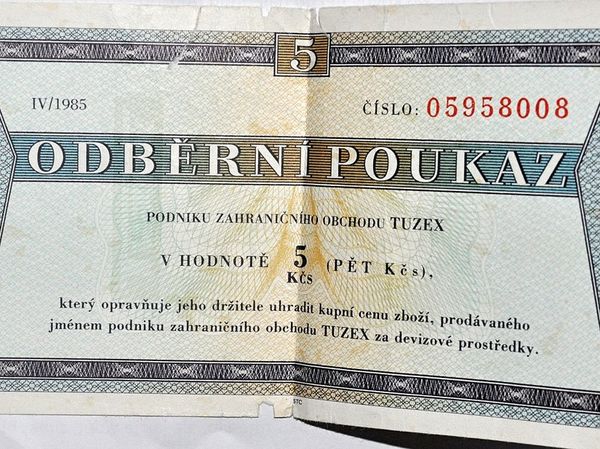 5
IV/1985 ČÍSLO: 05958008
ODBĚRNÍ POUKAZ
PODNIKU ZAHRANIČNÍHO OBCHODU TUZEX
V HODNOTĚ 5 KČS (PĚT Kčs),
který opravňuje jeho držitele uhradit kupní cenu zboží, prodávaného
jménem podniku zahraničního obchodu TUZEX za devizové prostředky.
STC